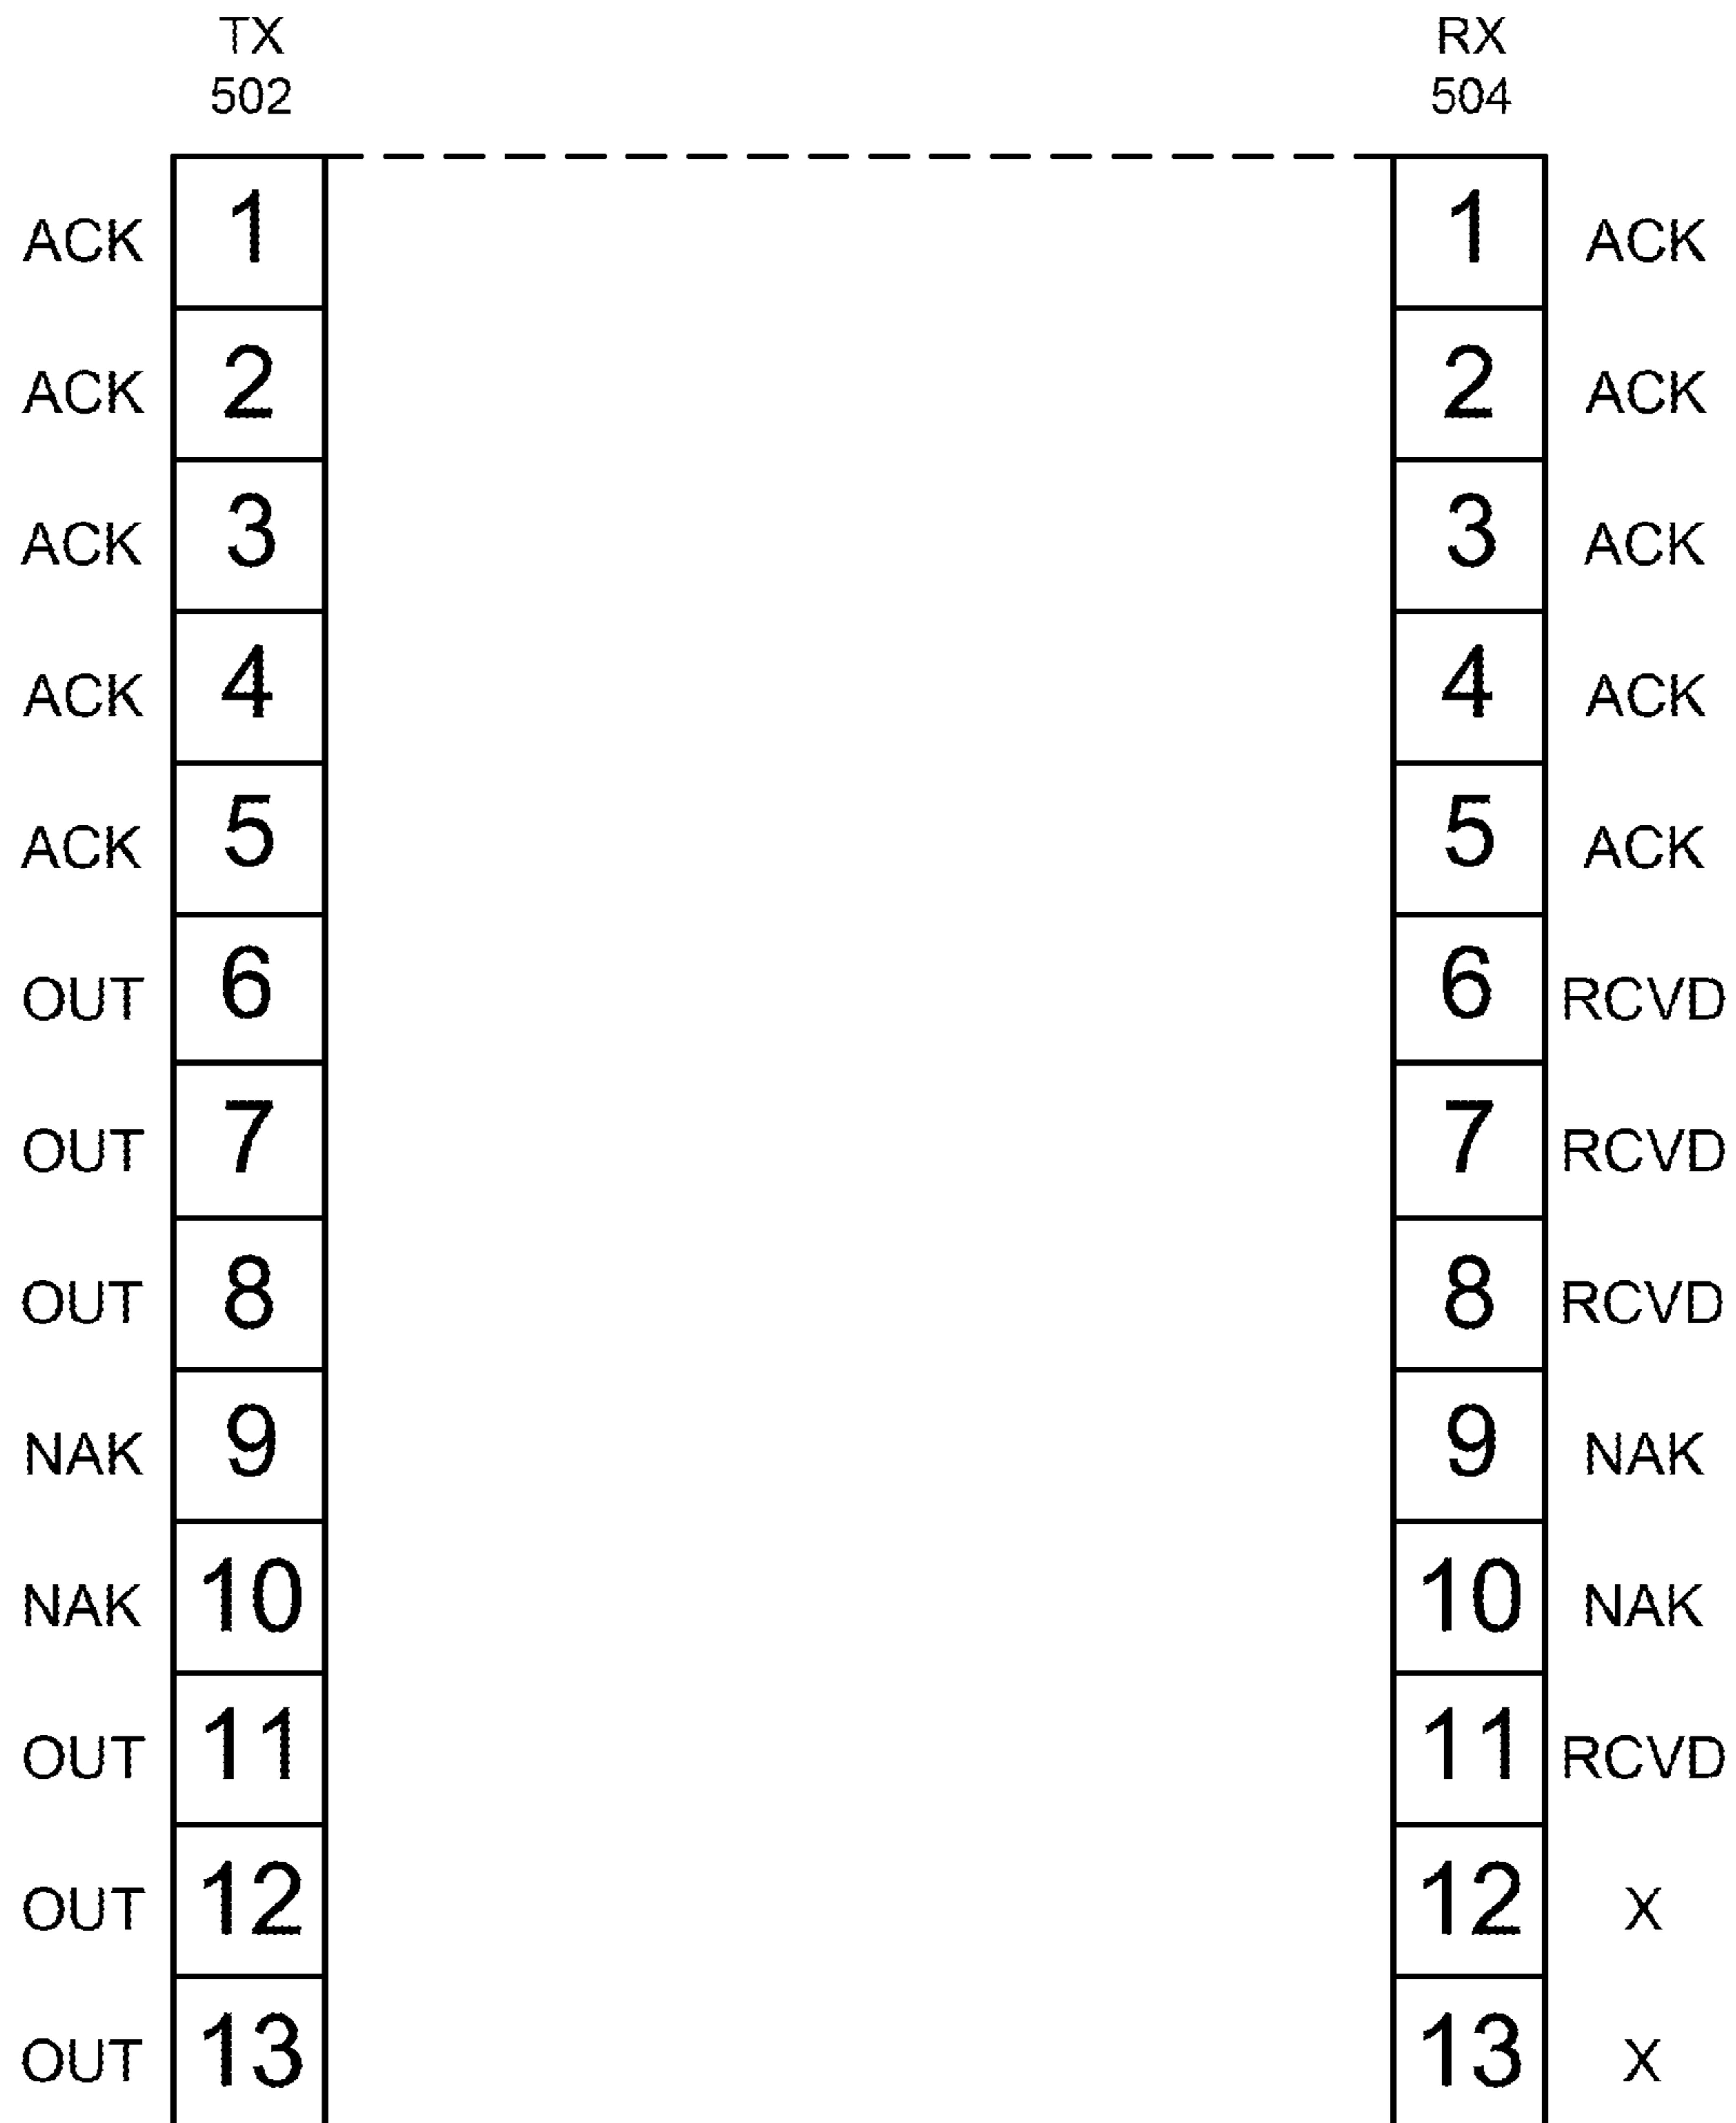 TX RX
502 504
ACK 1 1 ACK
ACK 2 2 ACK
ACK 3 3 ACK
ACK 4 4 ACK
ACK 5 5 ACK
OUT 6 6 RCVD
OUT 7 7 RCVD
OUT 8 8 RCVD
NAK 9 9 NAK
NAK 10 10 NAK
OUT 11 11 RCVD
OUT 12 12 X
OUT 13 13 X